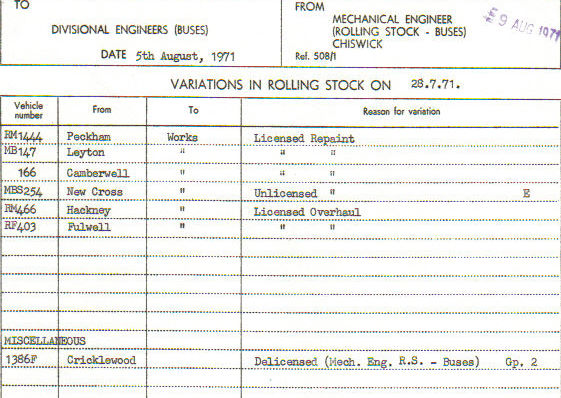 TO
DIVISIONAL ENGINEERS (BUSES)
DATE 5th August, 1971
FROM
MECHANICAL ENGINEER
(ROLLING STOCK - BUSES)
CHISWICK
Ref. 508/1
9 AUG 1971
VARIATIONS IN ROLLING STOCK ON 28.7.71.
Vehicle number From To Reason for variation
RM1444 Peckham Works Licensed Repaint
MB147 Leyton " " "
166 Camberwell " " "
MBS254 New Cross " Unlicensed " E
RM466 Hackney " Licensed Overhaul
RF403 Fulwell " " "
MISCELLANEOUS
1386F Cricklewood Delicensed (Mech. Eng. R.S. - Buses) Gp. 2